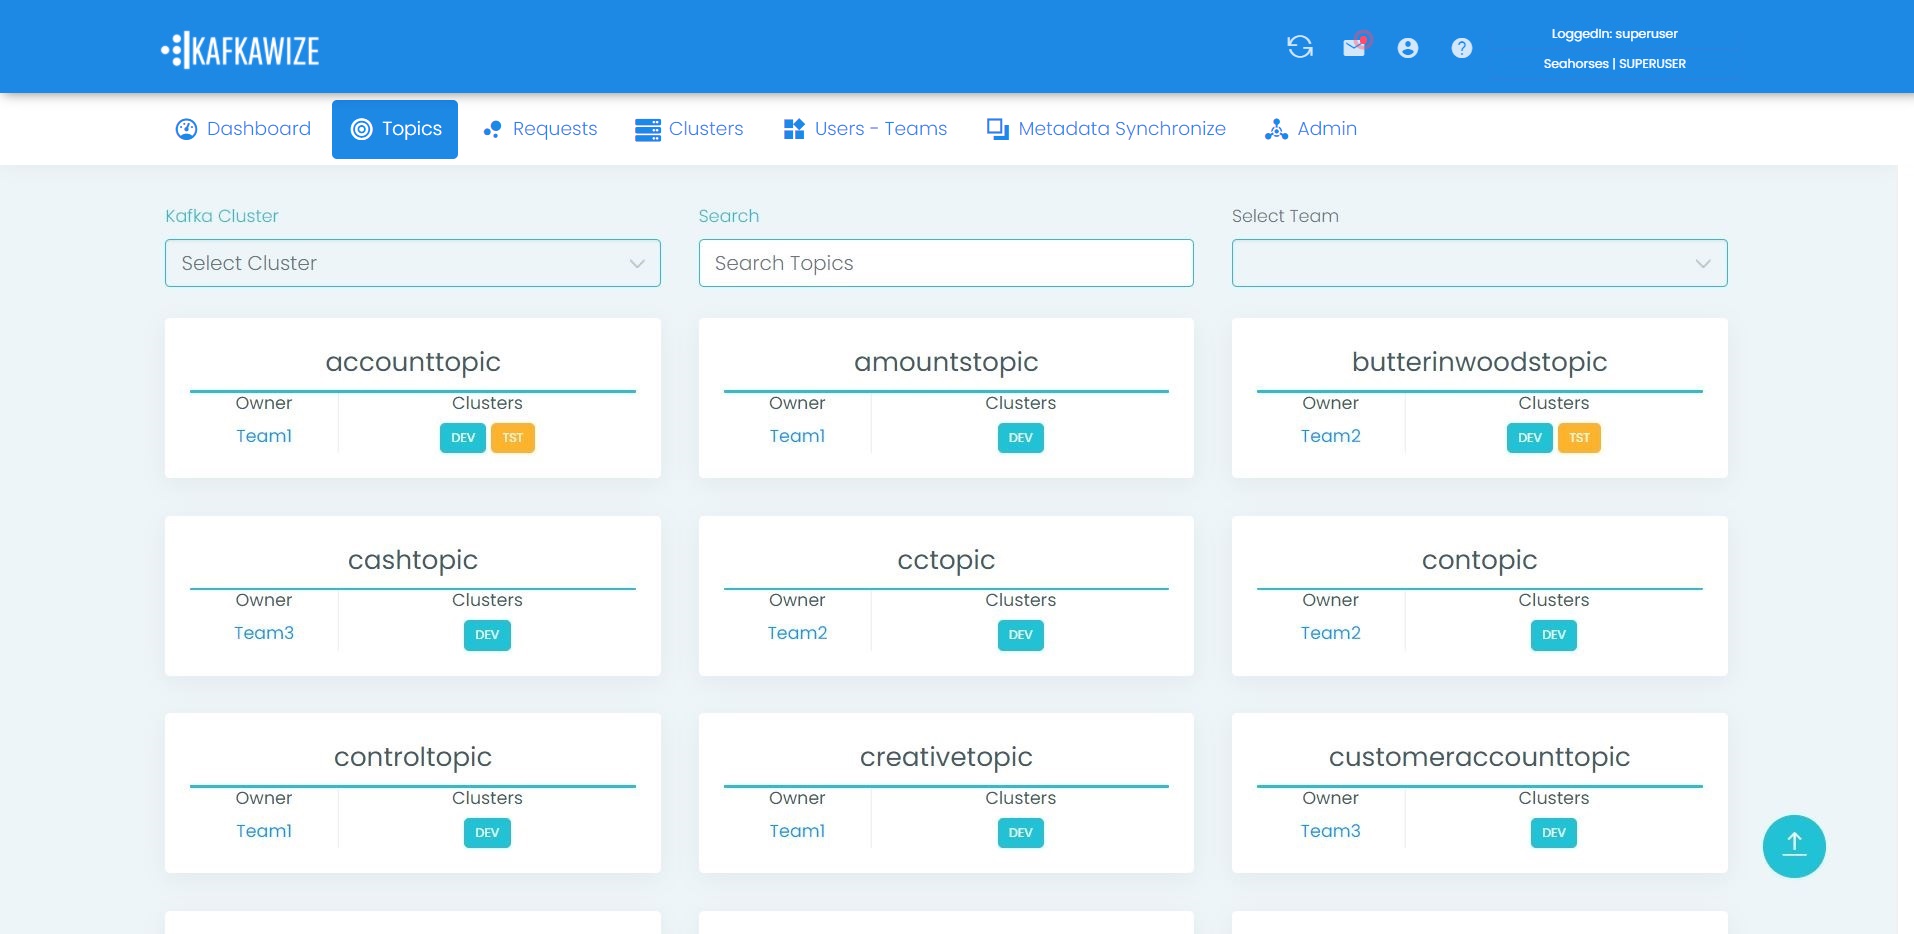 KAFKAWIZE
LoggedIn: superuser
Seahorses | SUPERUSER
Dashboard Topics Requests Clusters Users - Teams Metadata Synchronize Admin
Kafka Cluster Search Select Team
Select Cluster Search Topics
accounttopic amountstopic butterinwoodstopic
Owner Clusters Owner Clusters Owner Clusters
Team1 DEV TST Team1 DEV Team2 DEV TST
cashtopic cctopic contopic
Owner Clusters Owner Clusters Owner Clusters
Team3 DEV Team2 DEV Team2 DEV
controltopic creativetopic customeraccounttopic
Owner Clusters Owner Clusters Owner Clusters
Team1 DEV Team1 DEV Team3 DEV